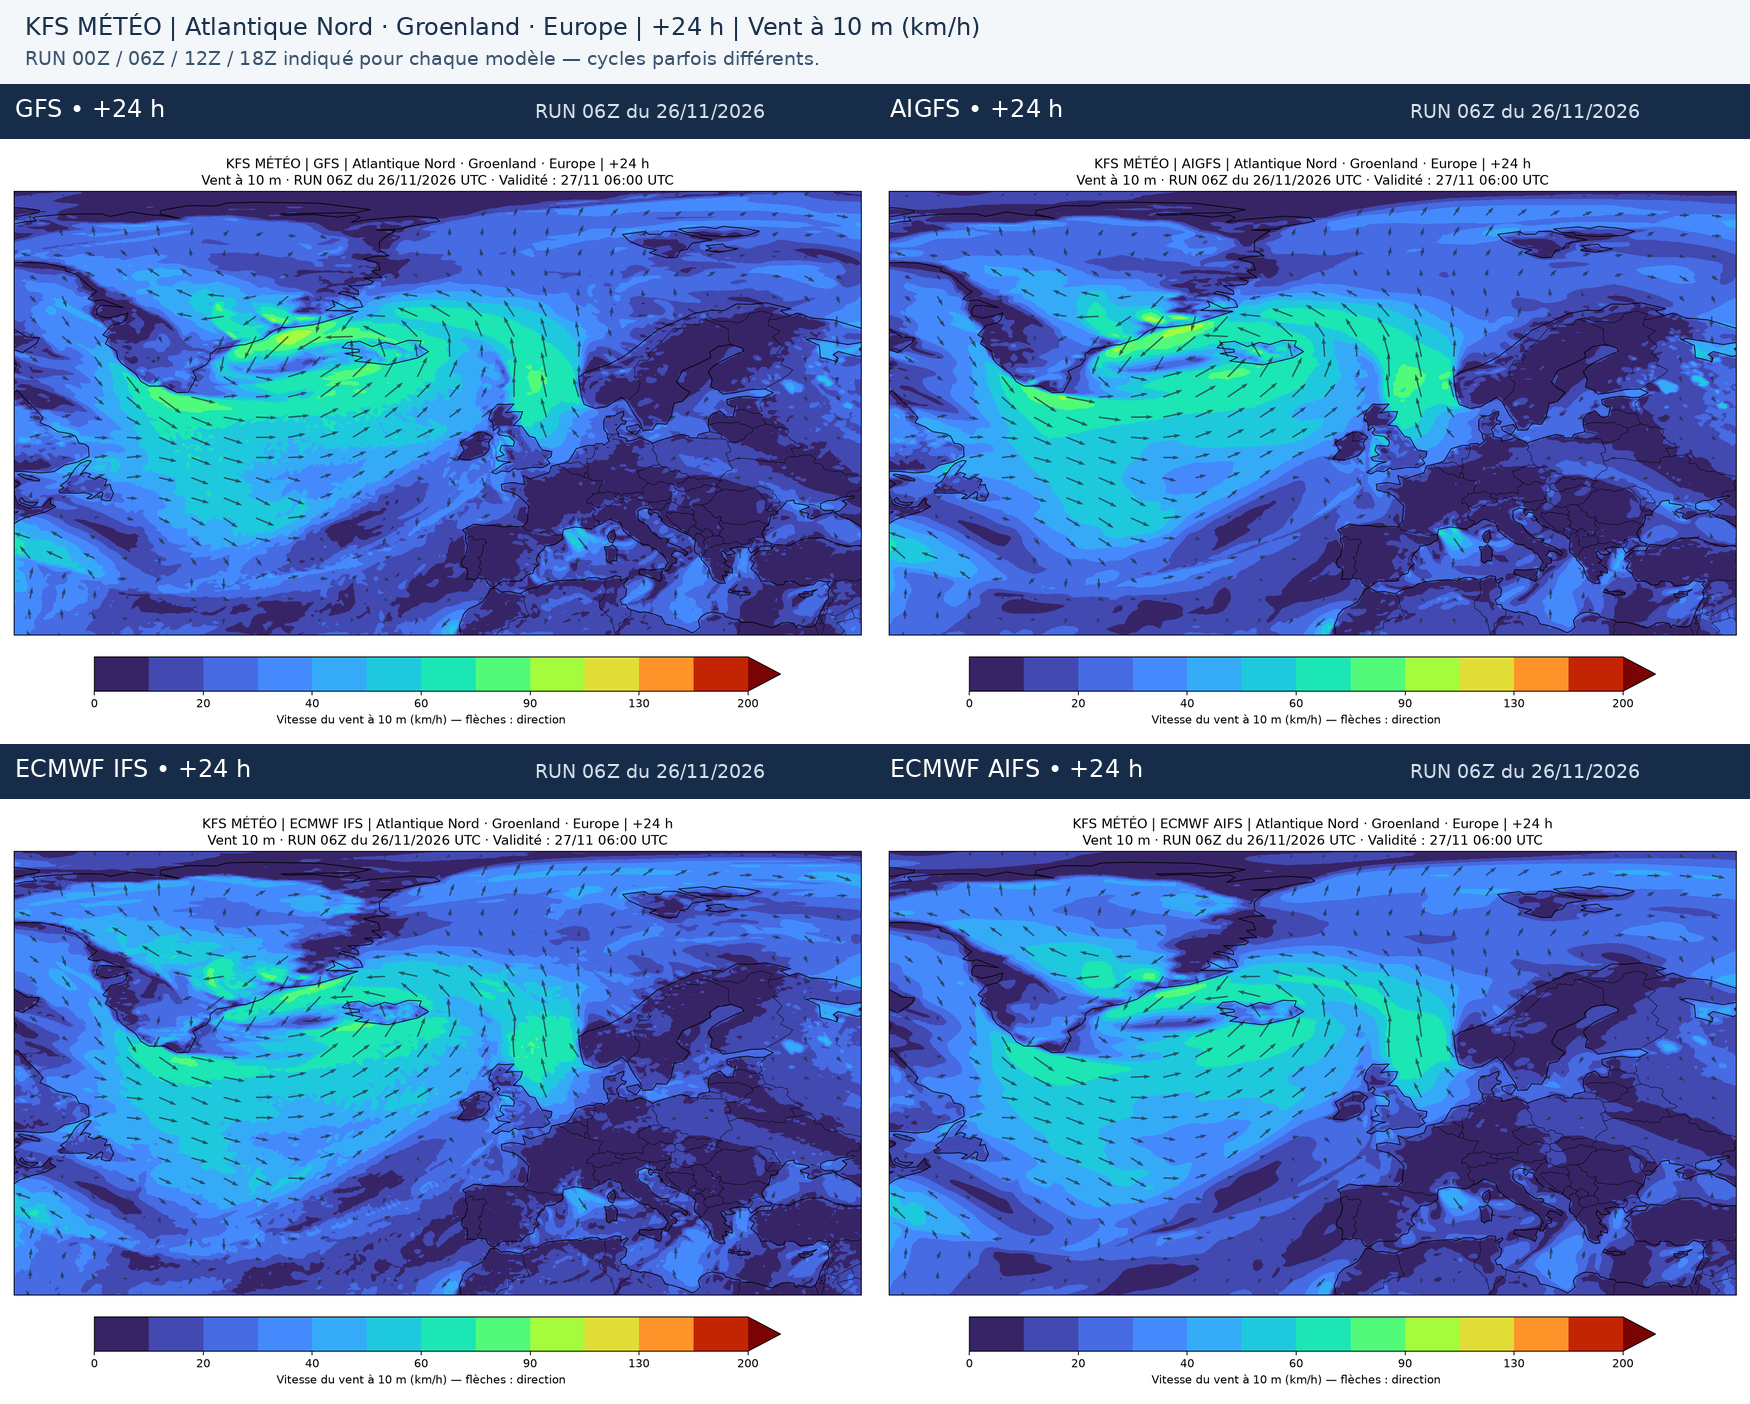 KFS MÉTÉO | Atlantique Nord · Groenland · Europe | +24 h | Vent à 10 m (km/h)
RUN 00Z / 06Z / 12Z / 18Z indiqué pour chaque modèle — cycles parfois différents.
GFS • +24 h
RUN 06Z du 26/11/2026
KFS MÉTÉO | GFS | Atlantique Nord · Groenland · Europe | +24 h
Vent à 10 m · RUN 06Z du 26/11/2026 UTC · Validité : 27/11 06:00 UTC
0 20 40 60 90 130 200
Vitesse du vent à 10 m (km/h) — flèches : direction
AIGFS • +24 h
RUN 06Z du 26/11/2026
KFS MÉTÉO | AIGFS | Atlantique Nord · Groenland · Europe | +24 h
Vent à 10 m · RUN 06Z du 26/11/2026 UTC · Validité : 27/11 06:00 UTC
0 20 40 60 90 130 200
Vitesse du vent à 10 m (km/h) — flèches : direction
ECMWF IFS • +24 h
RUN 06Z du 26/11/2026
KFS MÉTÉO | ECMWF IFS | Atlantique Nord · Groenland · Europe | +24 h
Vent 10 m · RUN 06Z du 26/11/2026 UTC · Validité : 27/11 06:00 UTC
0 20 40 60 90 130 200
Vitesse du vent à 10 m (km/h) — flèches : direction
ECMWF AIFS • +24 h
RUN 06Z du 26/11/2026
KFS MÉTÉO | ECMWF AIFS | Atlantique Nord · Groenland · Europe | +24 h
Vent 10 m · RUN 06Z du 26/11/2026 UTC · Validité : 27/11 06:00 UTC
0 20 40 60 90 130 200
Vitesse du vent à 10 m (km/h) — flèches : direction